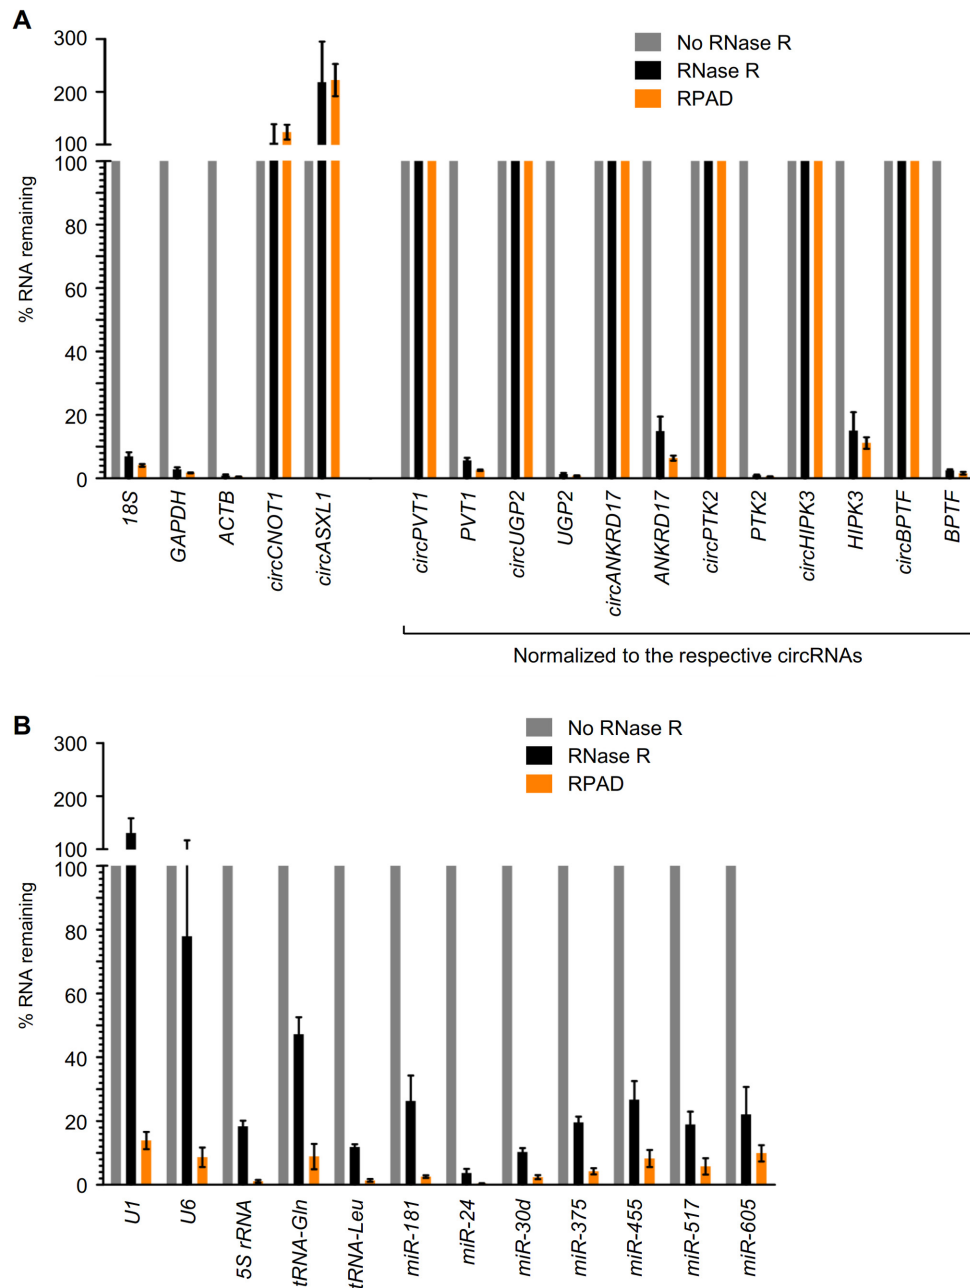 A
No RNase R
RNase R
RPAD
300
200
100
100
80
60
40
20
0
% RNA remaining
18S
GAPDH
ACTB
circCNOT1
circASXL1
circPVT1
PVT1
circUGP2
UGP2
circANKRD17
ANKRD17
circPTK2
PTK2
circHIPK3
HIPK3
circBPTF
BPTF
Normalized to the respective circRNAs
B
No RNase R
RNase R
RPAD
300
200
100
100
80
60
40
20
0
% RNA remaining
U1
U6
5S rRNA
tRNA-Gln
tRNA-Leu
miR-181
miR-24
miR-30d
miR-375
miR-455
miR-517
miR-605